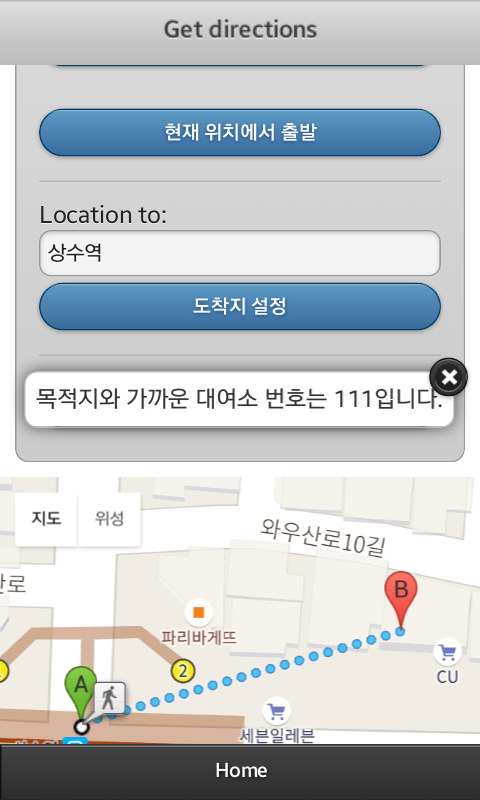 Get directions
현재 위치에서 출발
Location to:
상수역
도착지 설정
목적지와 가까운 대여소 번호는 111입니다.
지도
위성
와우산로10길
산로
파리바게뜨
B
CU
2
A
세븐일레븐
Home